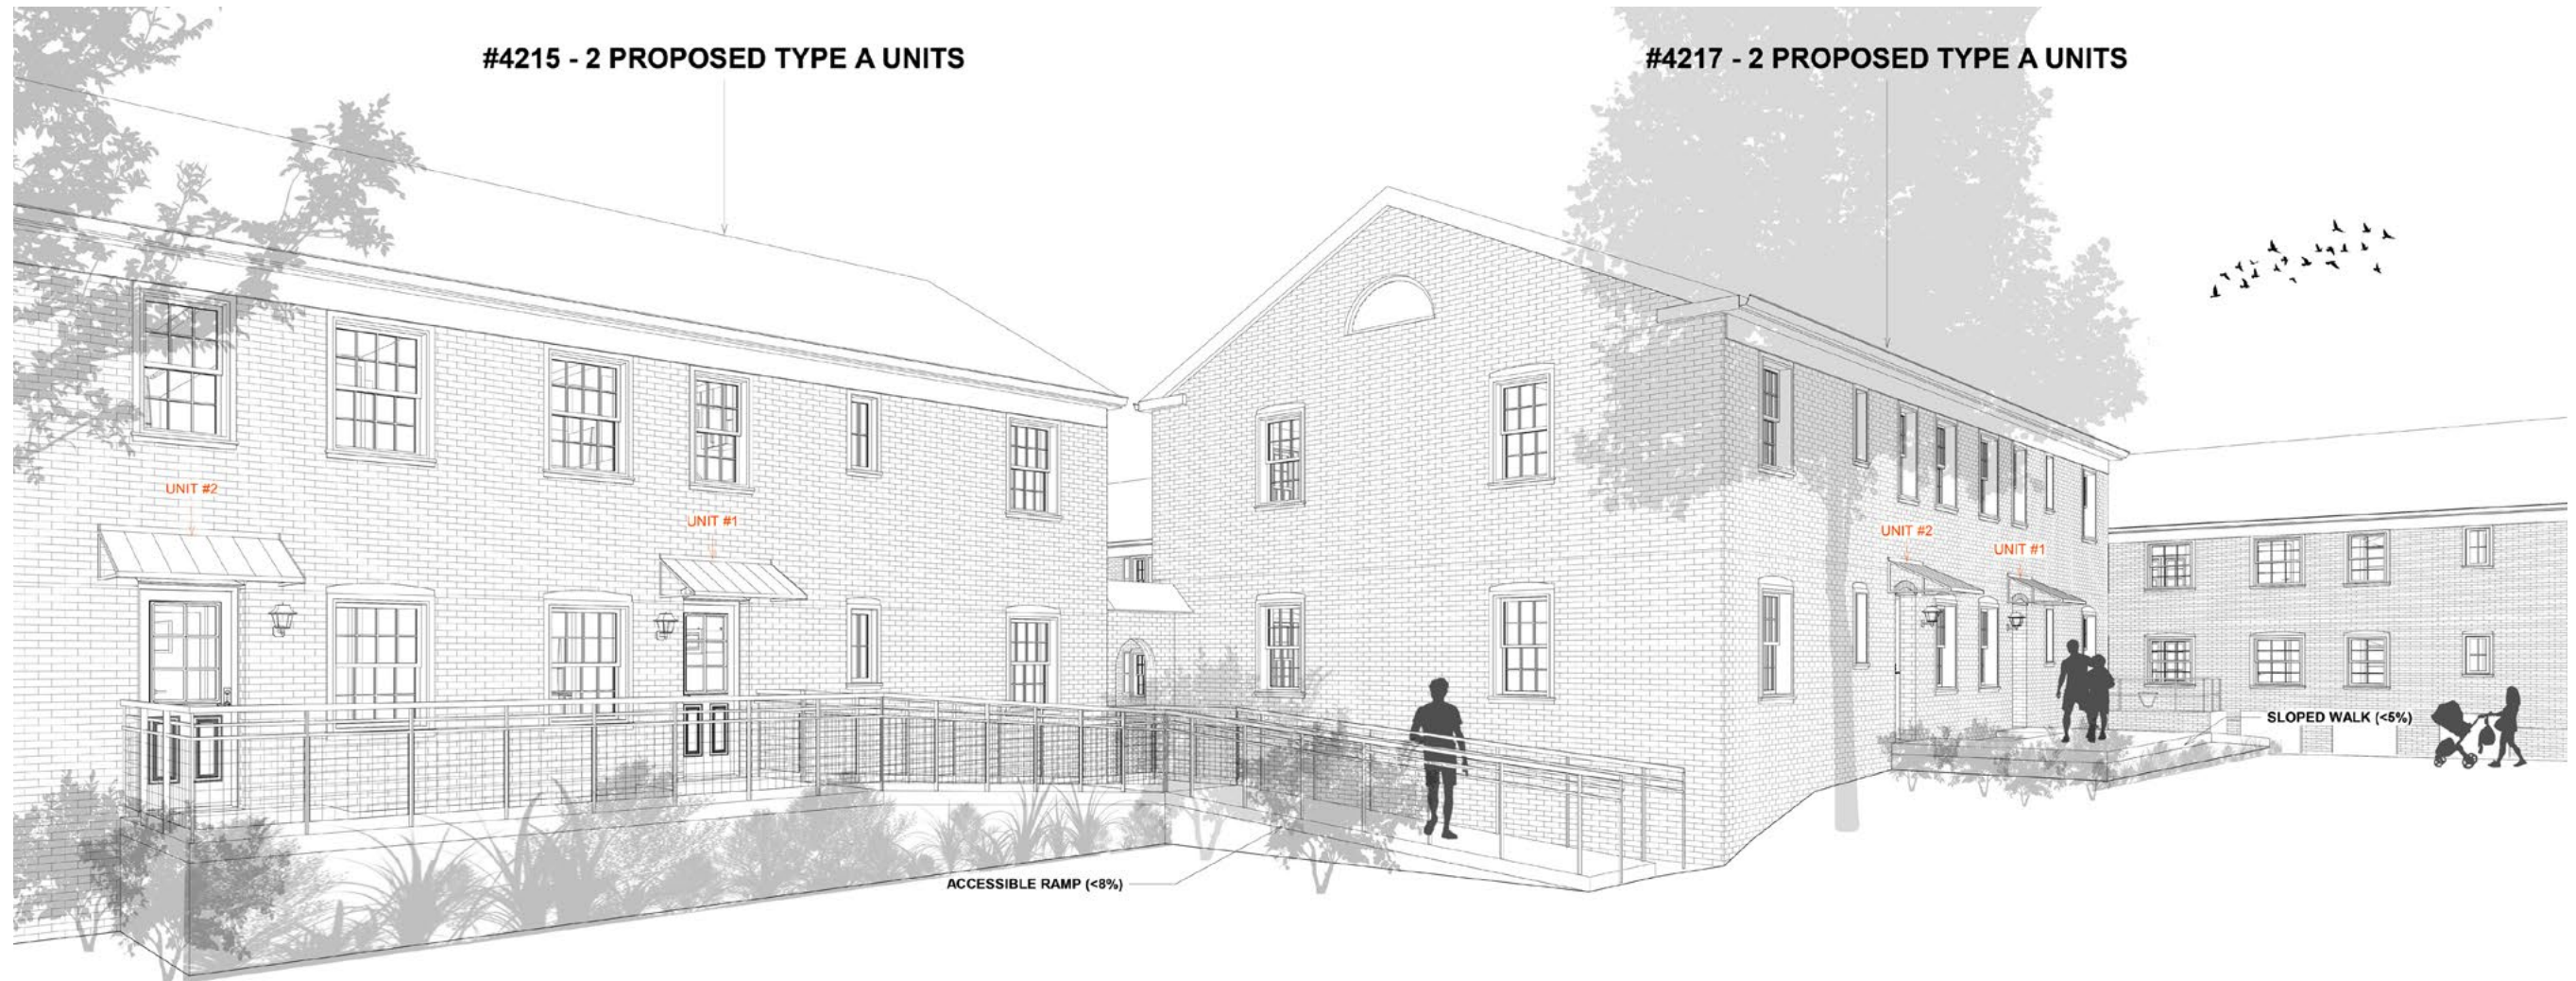 #4215 - 2 PROPOSED TYPE A UNITS
#4217 - 2 PROPOSED TYPE A UNITS
UNIT #2
UNIT #1
UNIT #2
UNIT #1
SLOPED WALK (<5%)
ACCESSIBLE RAMP (<8%)